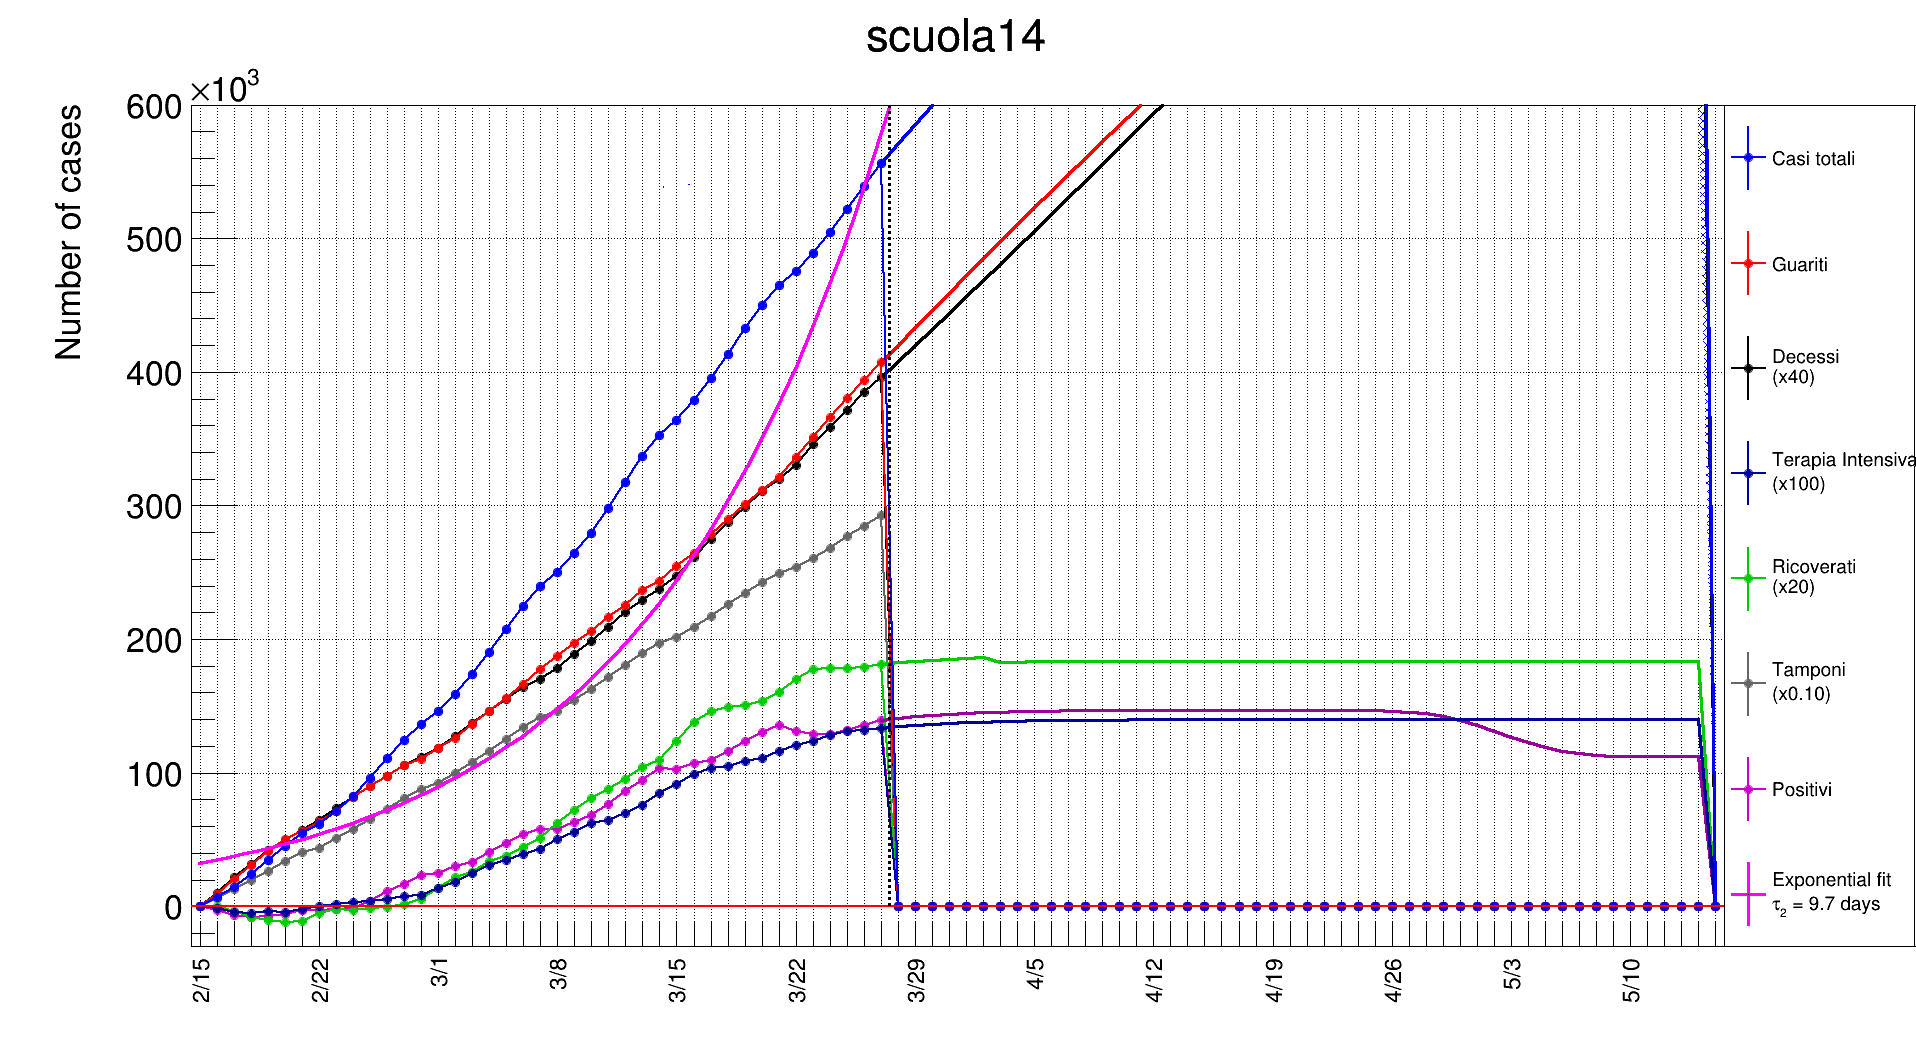 scuola14
×10³
Number of cases
600
500
400
300
200
100
0
2/15
2/22
3/1
3/8
3/15
3/22
3/29
4/5
4/12
4/19
4/26
5/3
5/10
Casi totali
Guariti
Decessi
(x40)
Terapia Intensiva
(x100)
Ricoverati
(x20)
Tamponi
(x0.10)
Positivi
Exponential fit
τ₂ = 9.7 days